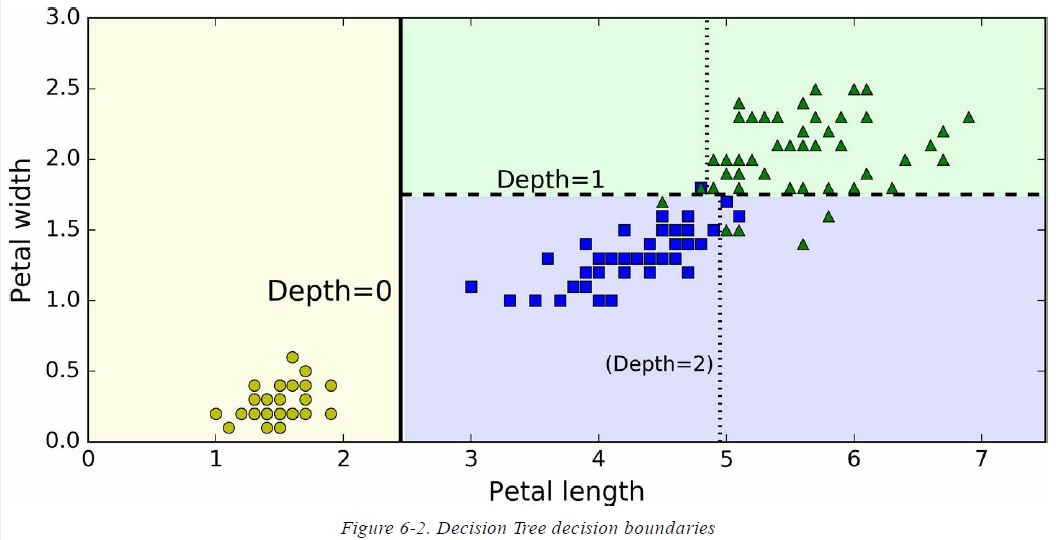 3.0
2.5
2.0
1.5
1.0
0.5
0.0
Petal width
Depth=1
Depth=0
(Depth=2)
0 1 2 3 4 5 6 7
Petal length
Figure 6-2. Decision Tree decision boundaries